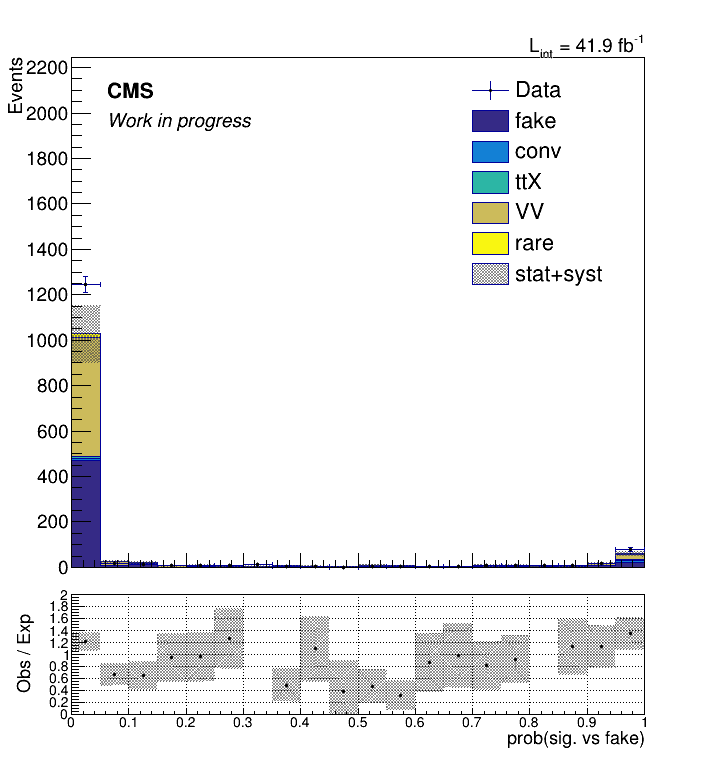 L_int = 41.9 fb^-1
Events
2200
2000
1800
1600
1400
1200
1000
800
600
400
200
0
CMS
Work in progress
Data
fake
conv
ttX
VV
rare
stat+syst
Obs / Exp
2
1.8
1.6
1.4
1.2
1
0.8
0.6
0.4
0.2
0
0 0.1 0.2 0.3 0.4 0.5 0.6 0.7 0.8 0.9 1
prob(sig. vs fake)